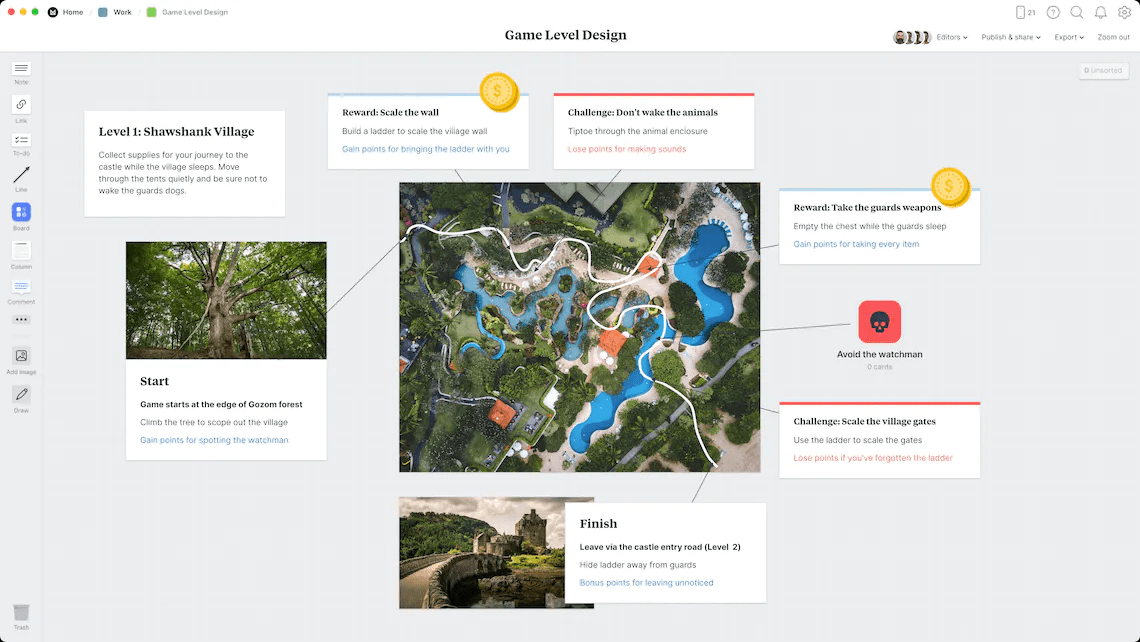 Home / Work / Game Level Design
21
Game Level Design
Editors
Publish & share
Export
Zoom out
0 Unsorted
Note
Link
To-do
Line
Board
Column
Comment
Add image
Draw
Trash
Level 1: Shawshank Village
Collect supplies for your journey to the
castle while the village sleeps. Move
through the tents quietly and be sure not to
wake the guards dogs.
Reward: Scale the wall
Build a ladder to scale the village wall
Gain points for bringing the ladder with you
Challenge: Don't wake the animals
Tiptoe through the animal enclosure
Lose points for making sounds
Reward: Take the guards weapons
Empty the chest while the guards sleep
Gain points for taking every item
Start
Game starts at the edge of Gozom forest
Climb the tree to scope out the village
Gain points for spotting the watchman
Avoid the watchman
0 cards
Challenge: Scale the village gates
Use the ladder to scale the gates
Lose points if you've forgotten the ladder
Finish
Leave via the castle entry road (Level 2)
Hide ladder away from guards
Bonus points for leaving unnoticed